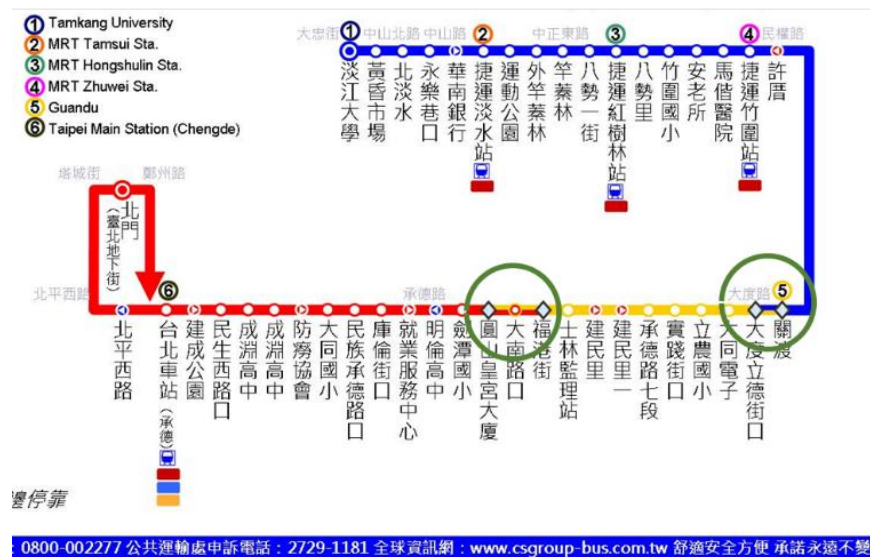 ① Tamkang University
② MRT Tamsui Sta.
③ MRT Hongshulin Sta.
④ MRT Zhuwei Sta.
⑤ Guandu
⑥ Taipei Main Station (Chengde)
大忠街 ① 中山北路 中山路 ② 中正東路 ③ ④ 民權路
淡江大學
黃昏市場
北淡水
永樂巷口
華南銀行
捷運淡水站
運動公園
外竿蓁林
竿蓁林
八勢一街
捷運紅樹林站
八勢里
竹圍國小
安老所
馬偕醫院
捷運竹圍站
許厝
塔城街 鄭州路
北門
(臺北地下街)
北平西路 ⑥ 承德路 大度路 ⑤
北平西路
台北車站(承德)
建成公園
民生西路口
成淵高中
成淵高中
防癆協會
大同國小
民族承德路口
庫倫街口
就業服務中心
明倫高中
劍潭國小
圓山皇宮大廈
大南路口
福港街
士林監理站
建民里
建民里一
承德路七段
實踐街口
立農國小
大同電子
大度立德街口
關渡
邊停靠
: 0800-002277 公共運輸處申訴電話：2729-1181 全球資訊網：www.csgroup-bus.com.tw 舒適安全方便 承諾永遠不變